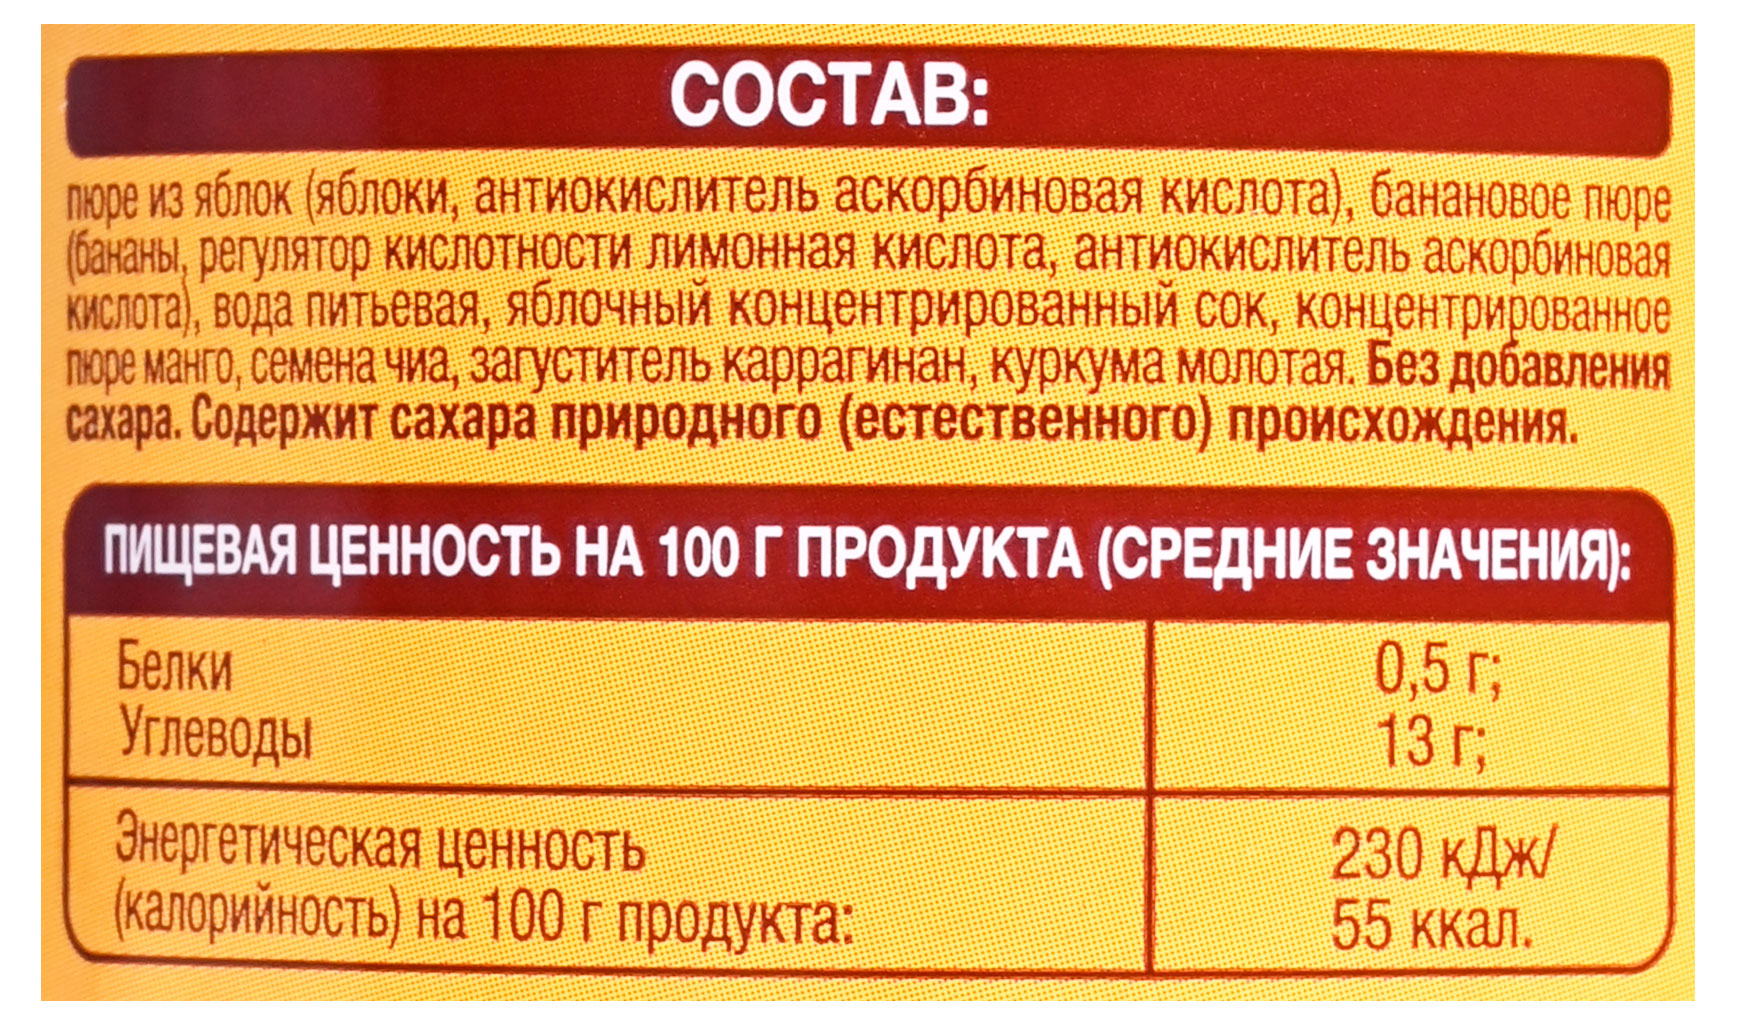 СОСТАВ:
пюре из яблок (яблоки, антиокислитель аскорбиновая кислота), банановое пюре
(бананы, регулятор кислотности лимонная кислота, антиокислитель аскорбиновая
кислота), вода питьевая, яблочный концентрированный сок, концентрированное
пюре манго, семена чиа, загуститель каррагинан, куркума молотая. Без добавления
сахара. Содержит сахара природного (естественного) происхождения.
ПИЩЕВАЯ ЦЕННОСТЬ НА 100 Г ПРОДУКТА (СРЕДНИЕ ЗНАЧЕНИЯ):
Белки 0,5 г;
Углеводы 13 г;
Энергетическая ценность 230 кДж/
(калорийность) на 100 г продукта: 55 ккал.